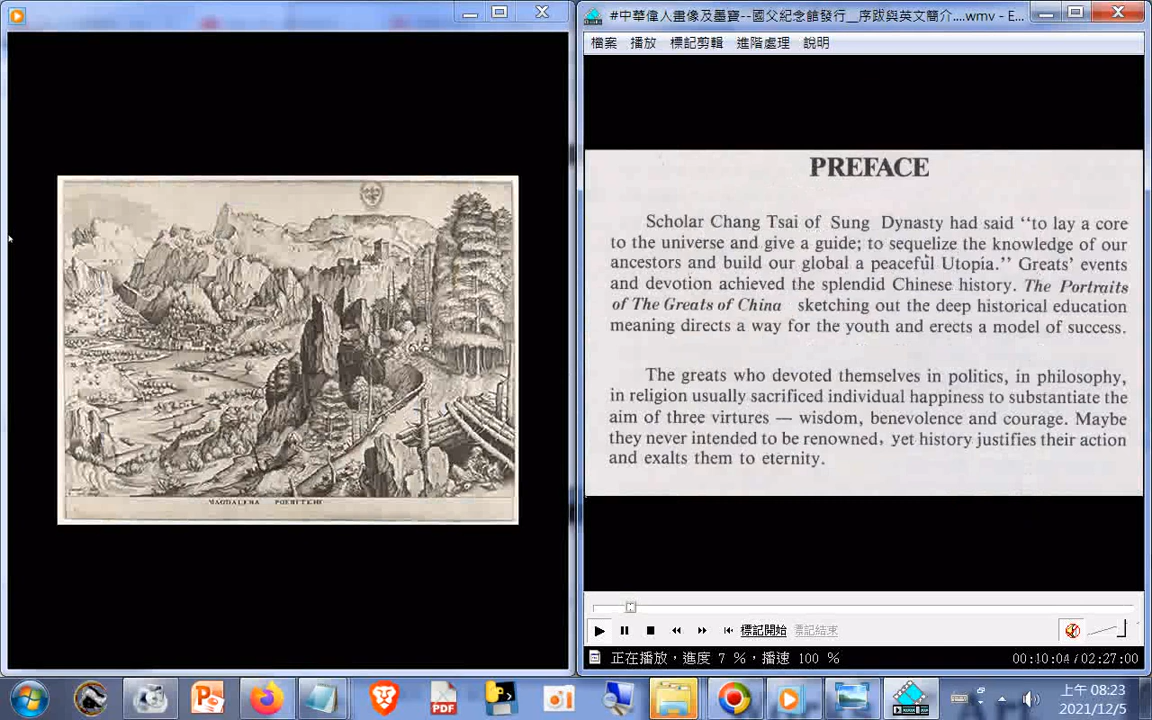 #中華偉人畫像及墨寶--國父紀念館發行__序跋與英文簡介....wmv - E...
檔案 播放 標記剪輯 進階處理 說明
MAGDALENA POENITENS
PREFACE
Scholar Chang Tsai of Sung Dynasty had said “to lay a core
to the universe and give a guide; to sequelize the knowledge of our
ancestors and build our global a peaceful Utopia.” Greats’ events
and devotion achieved the splendid Chinese history. The Portraits
of The Greats of China sketching out the deep historical education
meaning directs a way for the youth and erects a model of success.
The greats who devoted themselves in politics, in philosophy,
in religion usually sacrificed individual happiness to substantiate the
aim of three virtures — wisdom, benevolence and courage. Maybe
they never intended to be renowned, yet history justifies their action
and exalts them to eternity.
標記開始 標記結束
正在播放，進度 7 %，播速 100 % 00:10:04 / 02:27:00
PDF
上午 08:23
2021/12/5